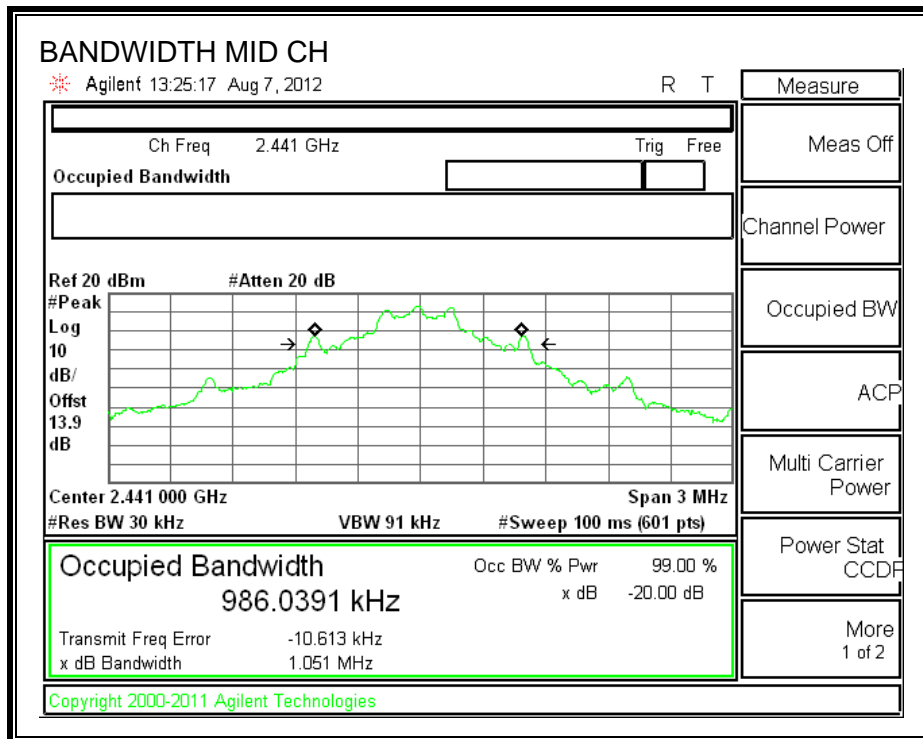 BANDWIDTH MID CH
Agilent 13:25:17 Aug 7, 2012 R T
Measure
Ch Freq 2.441 GHz Trig Free
Meas Off
Occupied Bandwidth
Channel Power
Ref 20 dBm #Atten 20 dB
#Peak
Log
10
dB/
Offst
13.9
dB
Occupied BW
ACP
Multi Carrier
Power
Center 2.441 000 GHz Span 3 MHz
#Res BW 30 kHz VBW 91 kHz #Sweep 100 ms (601 pts)
Power Stat
CCDF
Occupied Bandwidth Occ BW % Pwr 99.00 %
986.0391 kHz x dB -20.00 dB
Transmit Freq Error -10.613 kHz
x dB Bandwidth 1.051 MHz
More
1 of 2
Copyright 2000-2011 Agilent Technologies